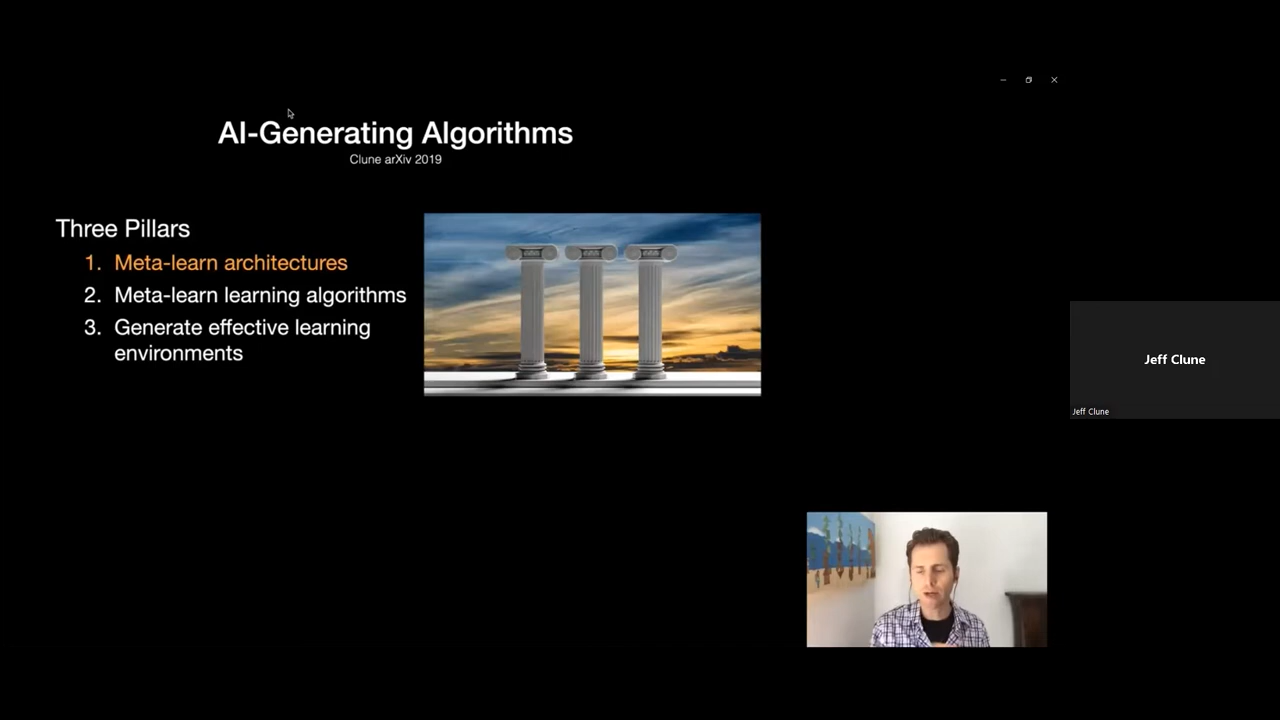 AI-Generating Algorithms
Clune arXiv 2019
Three Pillars
1. Meta-learn architectures
2. Meta-learn learning algorithms
3. Generate effective learning
environments
Jeff Clune
Jeff Clune